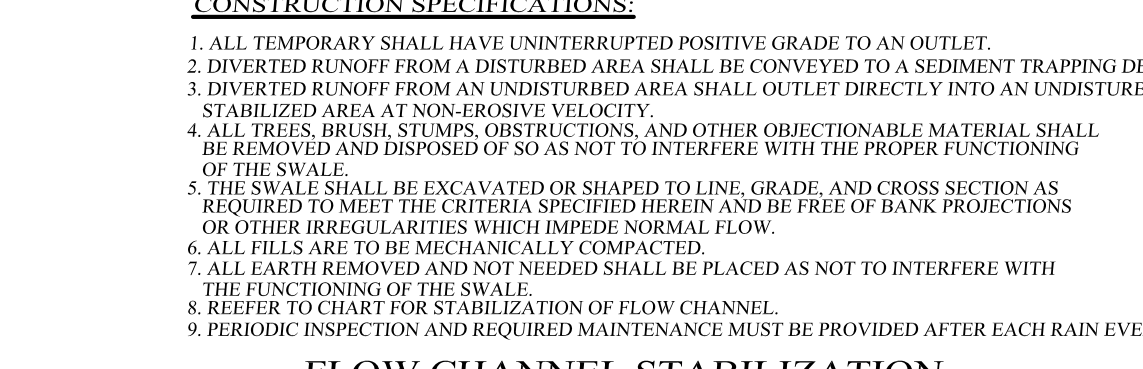 CONSTRUCTION SPECIFICATIONS:
1. ALL TEMPORARY SHALL HAVE UNINTERRUPTED POSITIVE GRADE TO AN OUTLET.
2. DIVERTED RUNOFF FROM A DISTURBED AREA SHALL BE CONVEYED TO A SEDIMENT TRAPPING
3. DIVERTED RUNOFF FROM AN UNDISTURBED AREA SHALL OUTLET DIRECTLY INTO AN
STABILIZED AREA AT NON-EROSIVE VELOCITY.
4. ALL TREES, BRUSH, STUMPS, OBSTRUCTIONS, AND OTHER OBJECTIONABLE MATERIAL SHALL
BE REMOVED AND DISPOSED OF SO AS NOT TO INTERFERE WITH THE PROPER FUNCTIONING
OF THE SWALE.
5. THE SWALE SHALL BE EXCAVATED OR SHAPED TO LINE, GRADE, AND CROSS SECTION AS
REQUIRED TO MEET THE CRITERIA SPECIFIED HEREIN AND BE FREE OF BANK PROJECTIONS
OR OTHER IRREGULARITIES WHICH IMPEDE NORMAL FLOW.
6. ALL FILLS ARE TO BE MECHANICALLY COMPACTED.
7. ALL EARTH REMOVED AND NOT NEEDED SHALL BE PLACED AS NOT TO INTERFERE WITH
THE FUNCTIONING OF THE SWALE.
8. REEFER TO CHART FOR STABILIZATION OF FLOW CHANNEL.
9. PERIODIC INSPECTION AND REQUIRED MAINTENANCE MUST BE PROVIDED AFTER EACH RAIN
FLOW CHANNEL STABILIZATION